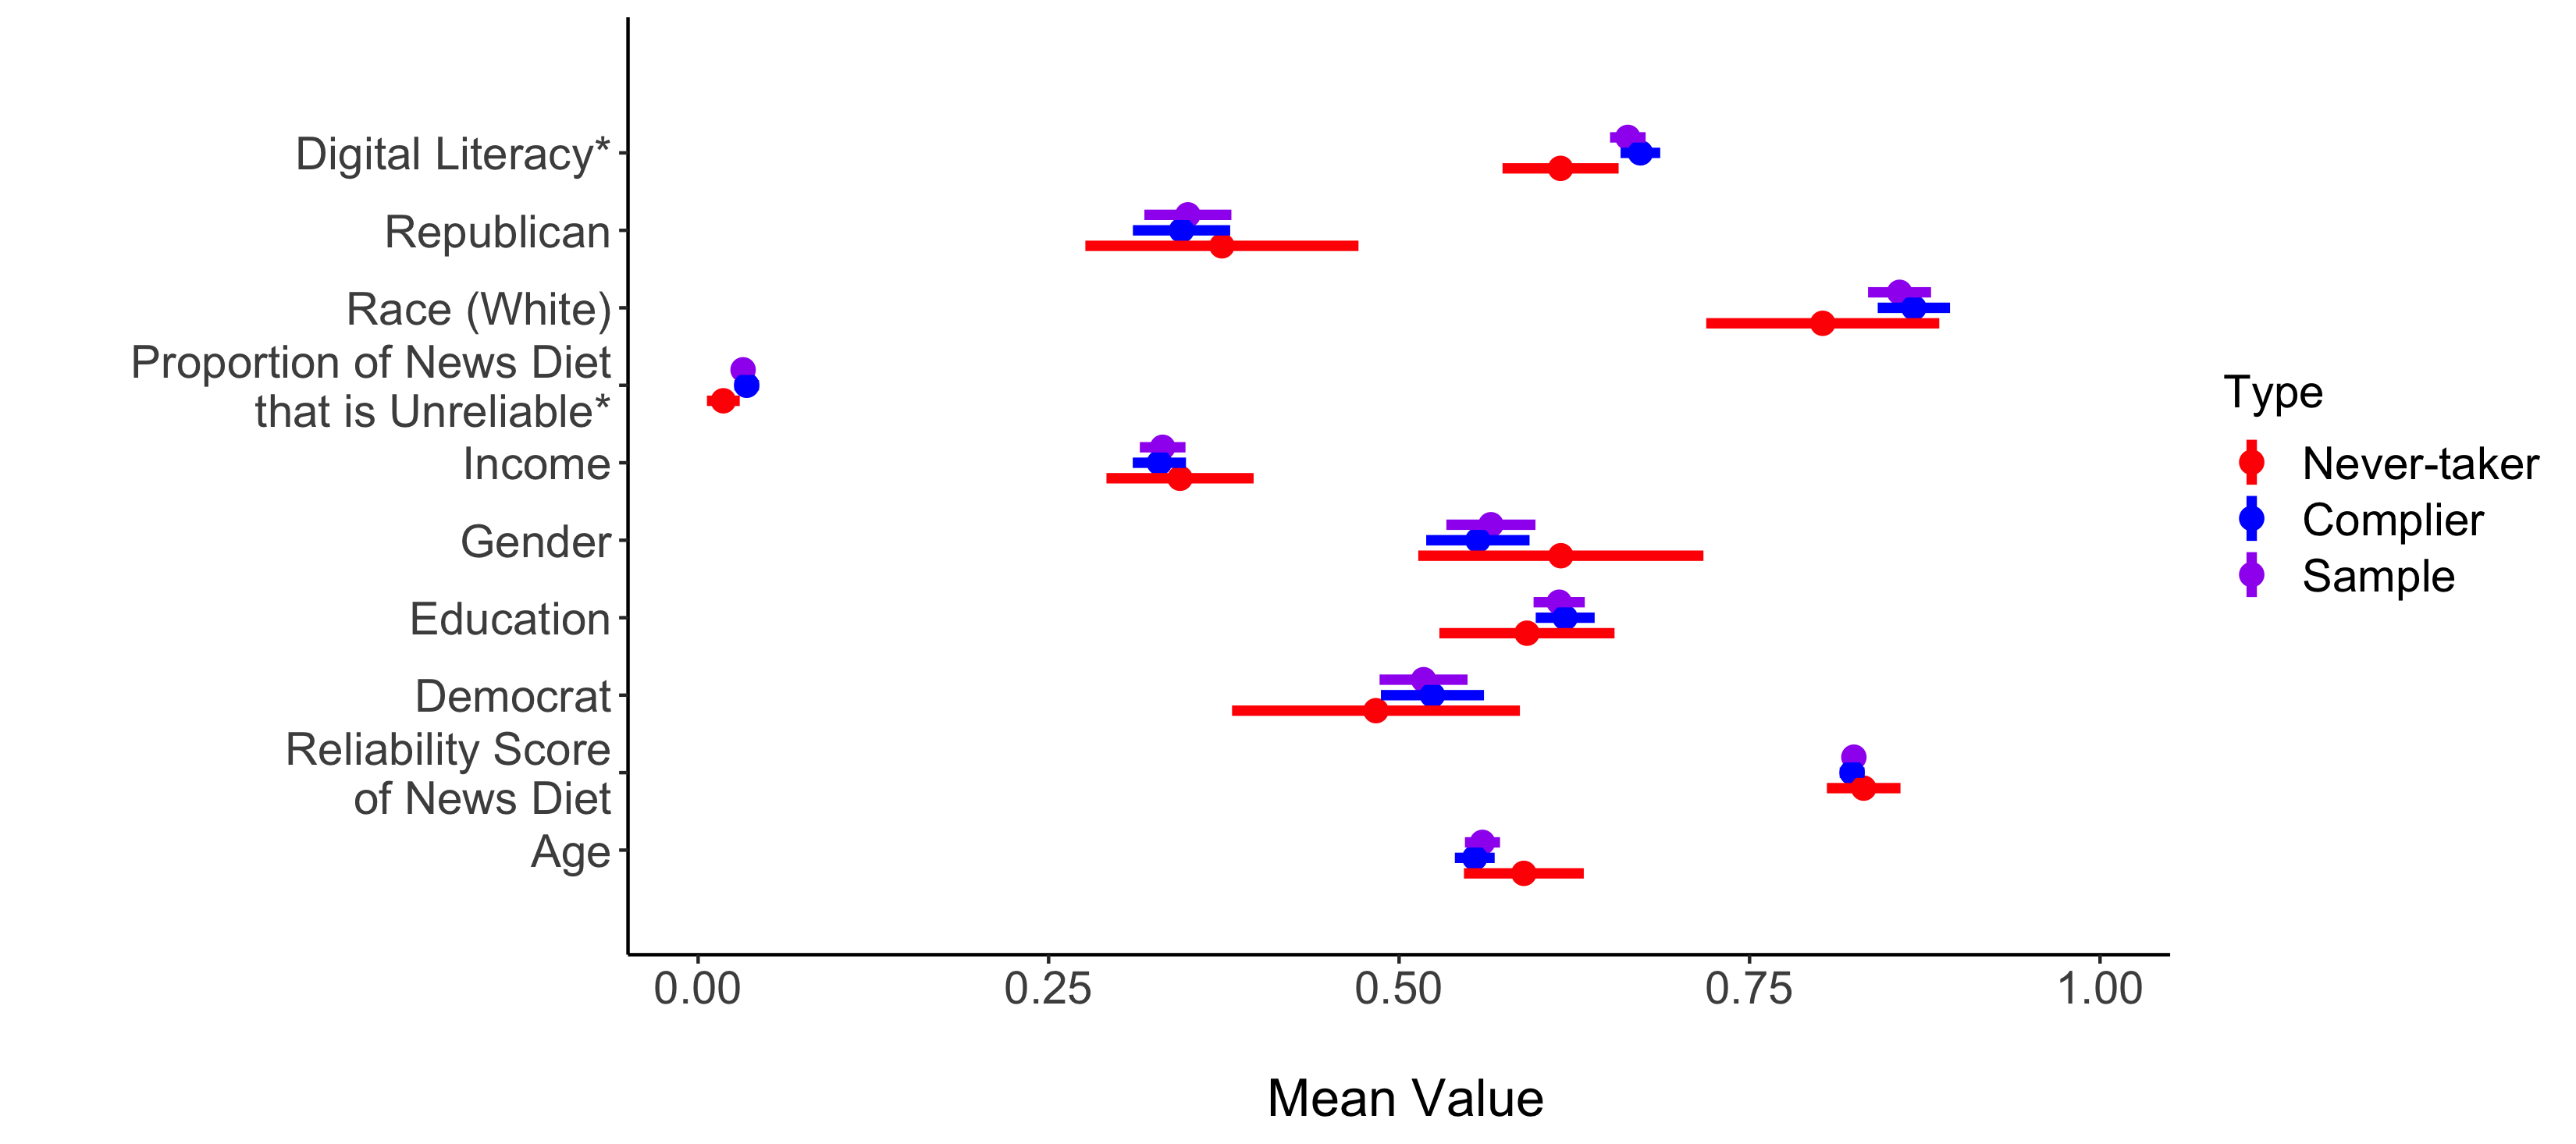 Digital Literacy*
Republican
Race (White)
Proportion of News Diet
that is Unreliable*
Income
Gender
Education
Democrat
Reliability Score
of News Diet
Age
0.00 0.25 0.50 0.75 1.00
Mean Value
Type
Never-taker
Complier
Sample